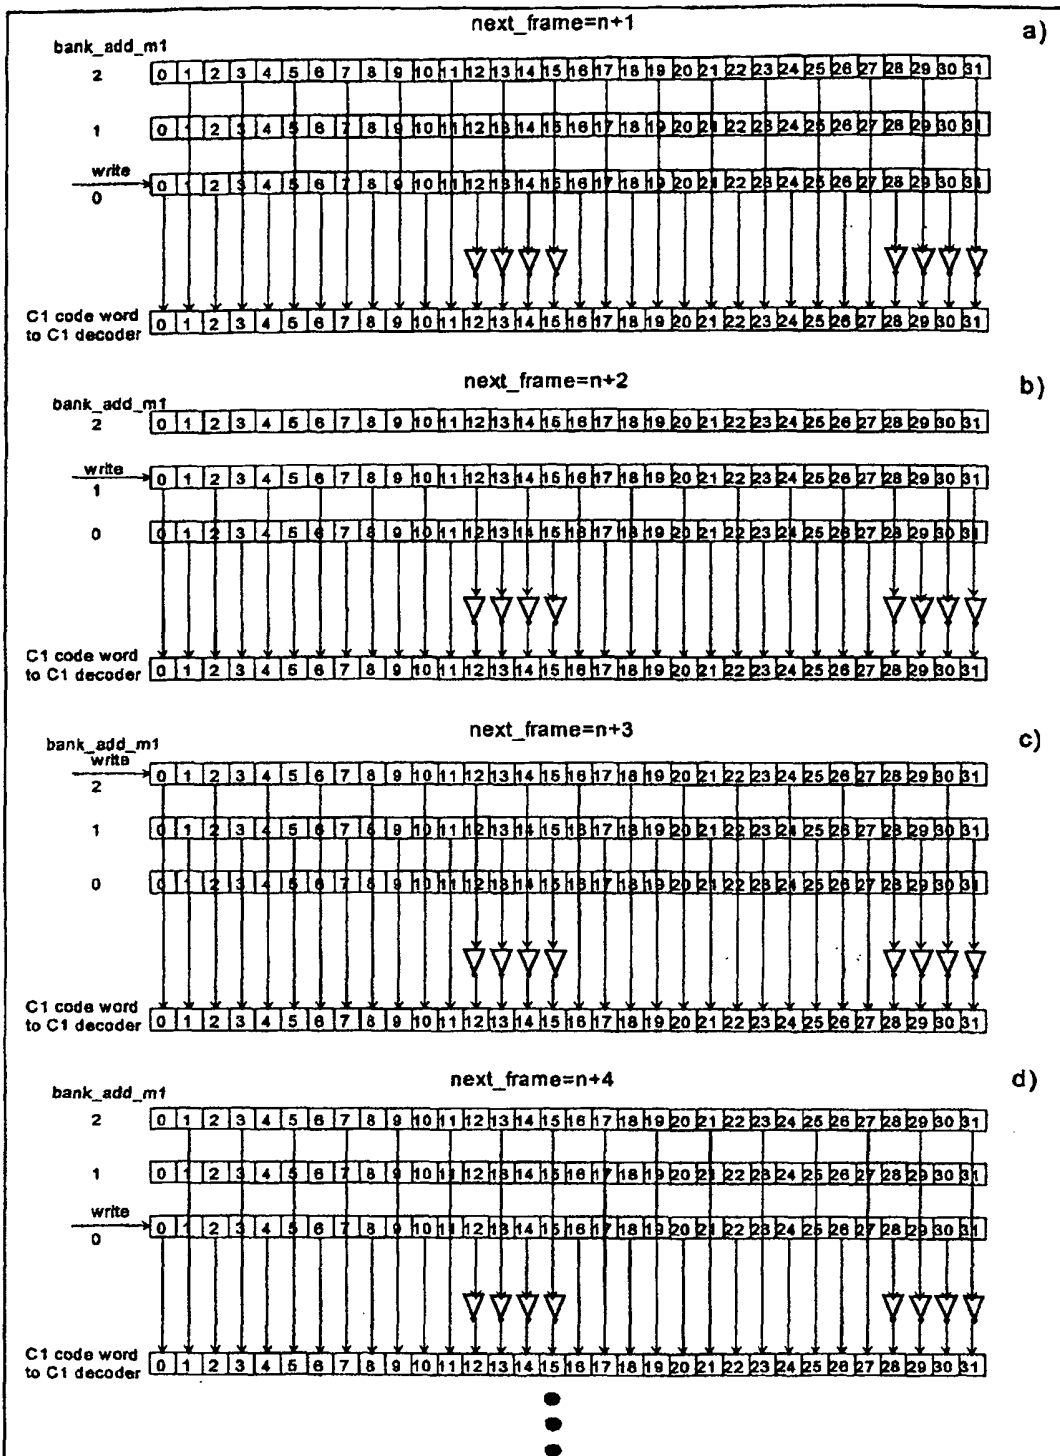 next_frame=n+1
a)
bank_add_m1
2 0 1 2 3 4 5 6 7 8 9 10 11 12 13 14 15 16 17 18 19 20 21 22 23 24 25 26 27 28 29 30 31
1 0 1 2 3 4 5 6 7 8 9 10 11 12 13 14 15 16 17 18 19 20 21 22 23 24 25 26 27 28 29 30 31
write
0 0 1 2 3 4 5 6 7 8 9 10 11 12 13 14 15 16 17 18 19 20 21 22 23 24 25 26 27 28 29 30 31
C1 code word
to C1 decoder 0 1 2 3 4 5 6 7 8 9 10 11 12 13 14 15 16 17 18 19 20 21 22 23 24 25 26 27 28 29 30 31
next_frame=n+2
b)
bank_add_m1
2 0 1 2 3 4 5 6 7 8 9 10 11 12 13 14 15 16 17 18 19 20 21 22 23 24 25 26 27 28 29 30 31
write
1 0 1 2 3 4 5 6 7 8 9 10 11 12 13 14 15 16 17 18 19 20 21 22 23 24 25 26 27 28 29 30 31
0 0 1 2 3 4 5 6 7 8 9 10 11 12 13 14 15 16 17 18 19 20 21 22 23 24 25 26 27 28 29 30 31
C1 code word
to C1 decoder 0 1 2 3 4 5 6 7 8 9 10 11 12 13 14 15 16 17 18 19 20 21 22 23 24 25 26 27 28 29 30 31
next_frame=n+3
c)
bank_add_m1
write
2 0 1 2 3 4 5 6 7 8 9 10 11 12 13 14 15 16 17 18 19 20 21 22 23 24 25 26 27 28 29 30 31
1 0 1 2 3 4 5 6 7 8 9 10 11 12 13 14 15 16 17 18 19 20 21 22 23 24 25 26 27 28 29 30 31
0 0 1 2 3 4 5 6 7 8 9 10 11 12 13 14 15 16 17 18 19 20 21 22 23 24 25 26 27 28 29 30 31
C1 code word
to C1 decoder 0 1 2 3 4 5 6 7 8 9 10 11 12 13 14 15 16 17 18 19 20 21 22 23 24 25 26 27 28 29 30 31
next_frame=n+4
d)
bank_add_m1
2 0 1 2 3 4 5 6 7 8 9 10 11 12 13 14 15 16 17 18 19 20 21 22 23 24 25 26 27 28 29 30 31
1 0 1 2 3 4 5 6 7 8 9 10 11 12 13 14 15 16 17 18 19 20 21 22 23 24 25 26 27 28 29 30 31
write
0 0 1 2 3 4 5 6 7 8 9 10 11 12 13 14 15 16 17 18 19 20 21 22 23 24 25 26 27 28 29 30 31
C1 code word
to C1 decoder 0 1 2 3 4 5 6 7 8 9 10 11 12 13 14 15 16 17 18 19 20 21 22 23 24 25 26 27 28 29 30 31